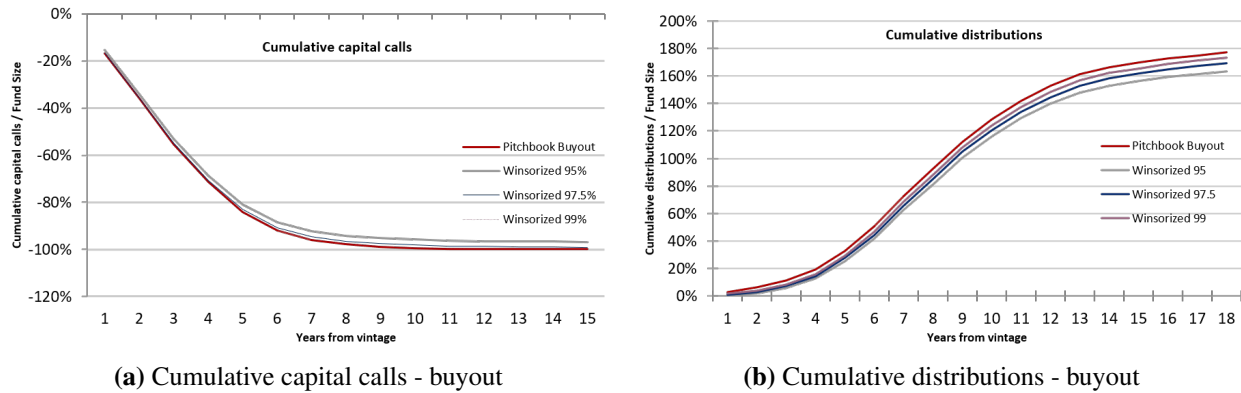 Cumulative capital calls
Cumulative capital calls / Fund Size
0%
-20%
-40%
-60%
-80%
-100%
-120%
Pitchbook Buyout
Winsorized 95%
Winsorized 97.5%
Winsorized 99%
1 2 3 4 5 6 7 8 9 10 11 12 13 14 15
Years from vintage
(a) Cumulative capital calls - buyout
Cumulative distributions
Cumulative distributions / Fund Size
200%
180%
160%
140%
120%
100%
80%
60%
40%
20%
0%
Pitchbook Buyout
Winsorized 95
Winsorized 97.5
Winsorized 99
1 2 3 4 5 6 7 8 9 10 11 12 13 14 15 16 17 18
Years from vintage
(b) Cumulative distributions - buyout